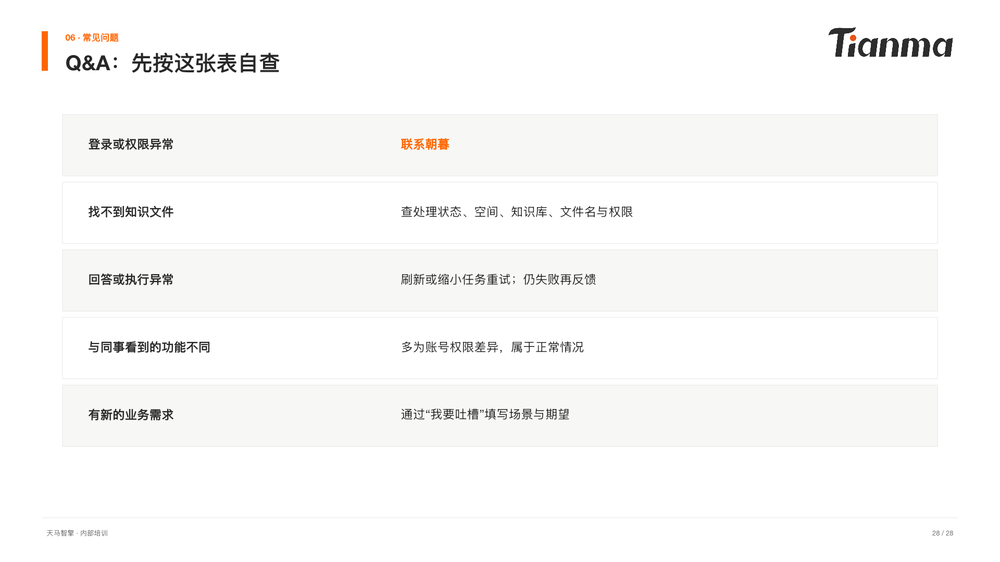 06 · 常见问题
Q&A：先按这张表自查
Tianma
登录或权限异常
联系朝暮
找不到知识文件
查处理状态、空间、知识库、文件名与权限
回答或执行异常
刷新或缩小任务重试；仍失败再反馈
与同事看到的功能不同
多为账号权限差异，属于正常情况
有新的业务需求
通过“我要吐槽”填写场景与期望
天马智擎 · 内部培训
28 / 28